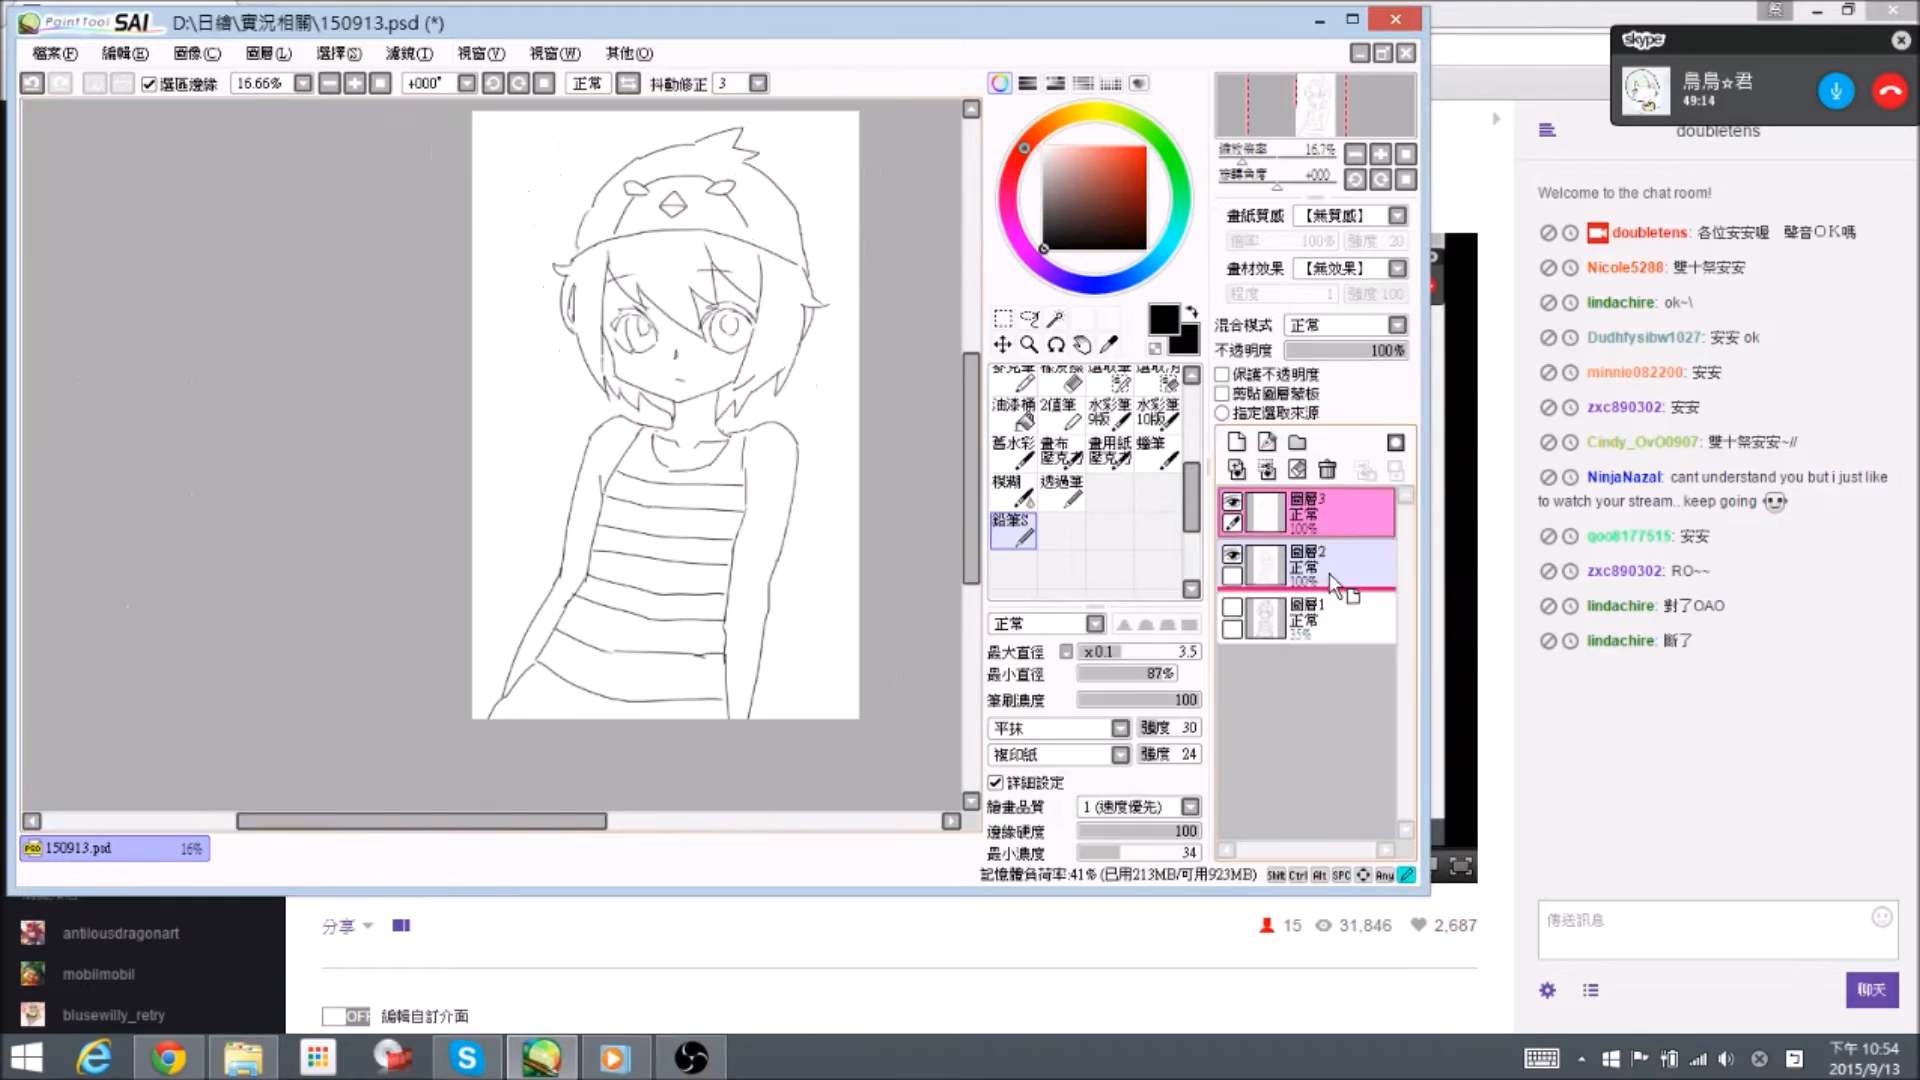 PaintTool SAI D:\日繪\實況相關\150913.psd (*)
檔案(F) 編輯(E) 圖像(C) 圖層(L) 選擇(S) 濾鏡(T) 視窗(V) 視窗(W) 其他(O)
選區邊緣 16.66% +000° 正常 抖動修正 3
縮放倍率 16.7%
旋轉角度 +000
畫紙質感 【無質感】
倍率 100% 強度 20
畫材效果 【無效果】
程度 1 強度 100
混合模式 正常
不透明度 100%
保護不透明度
剪貼圖層蒙板
指定選取來源
油漆桶 2值筆 水彩筆9版 水彩筆10版
舊水彩 畫布壓克力 畫用紙壓克力 蠟筆
模糊 透過筆
鉛筆S
圖層3
正常
100%
圖層2
正常
100%
圖層1
正常
35%
正常
最大直徑 x0.1 3.5
最小直徑 87%
筆刷濃度 100
平抹 強度 30
複印紙 強度 24
詳細設定
繪畫品質 1 (速度優先)
邊緣硬度 100
最小濃度 34
記憶體負荷率:41% (已用213MB/可用923MB) Shit Ctrl Alt SPC Any
PSD 150913.psd 16%
skype
鳥鳥☆君
49:14
doubletens
Welcome to the chat room!
doubletens: 各位安安喔 聲音OK嗎
Nicole5288: 雙十祭安安
lindachire: ok~\
Dudhfysibw1027: 安安 ok
minnie082200: 安安
zxc890302: 安安
Cindy_OvO0907: 雙十祭安安~//
NinjaNazal: cant understand you but i just like
to watch your stream.. keep going
qoo8177515: 安安
zxc890302: RO~~
lindachire: 對了OAO
lindachire: 斷了
傳送訊息
聊天
antilousdragonart
mobilmobil
blusewilly_retry
分享
15 31,846 2,687
OFF 編輯自訂介面
下午 10:54
2015/9/13